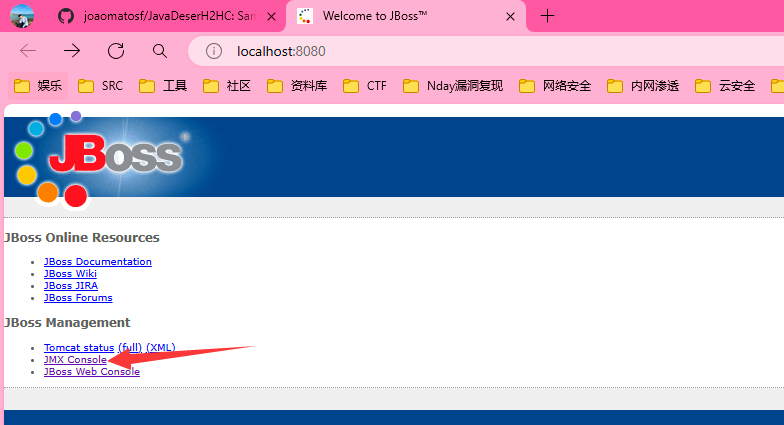 joaomatosf/JavaDeserH2HC: San
Welcome to JBoss™
localhost:8080
娱乐 SRC 工具 社区 资料库 CTF Nday漏洞复现 网络安全 内网渗透 云安全
JBoss®
JBoss Online Resources
JBoss Documentation
JBoss Wiki
JBoss JIRA
JBoss Forums
JBoss Management
Tomcat status (full) (XML)
JMX Console
JBoss Web Console